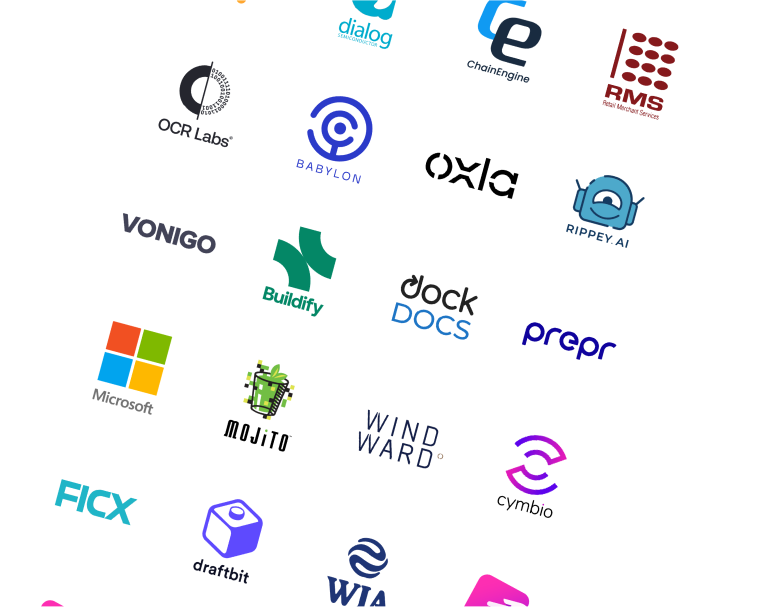 dialog
SEMICONDUCTOR
ChainEngine
RMS
Retail Merchant Services
OCR Labs®
BABYLON
oxla
RIPPEY.AI
VONIGO
Buildify
dock
DOCS
prepr
Microsoft
MOJiTO
WIND
WARD
cymbio
FICX
draftbit
WIA